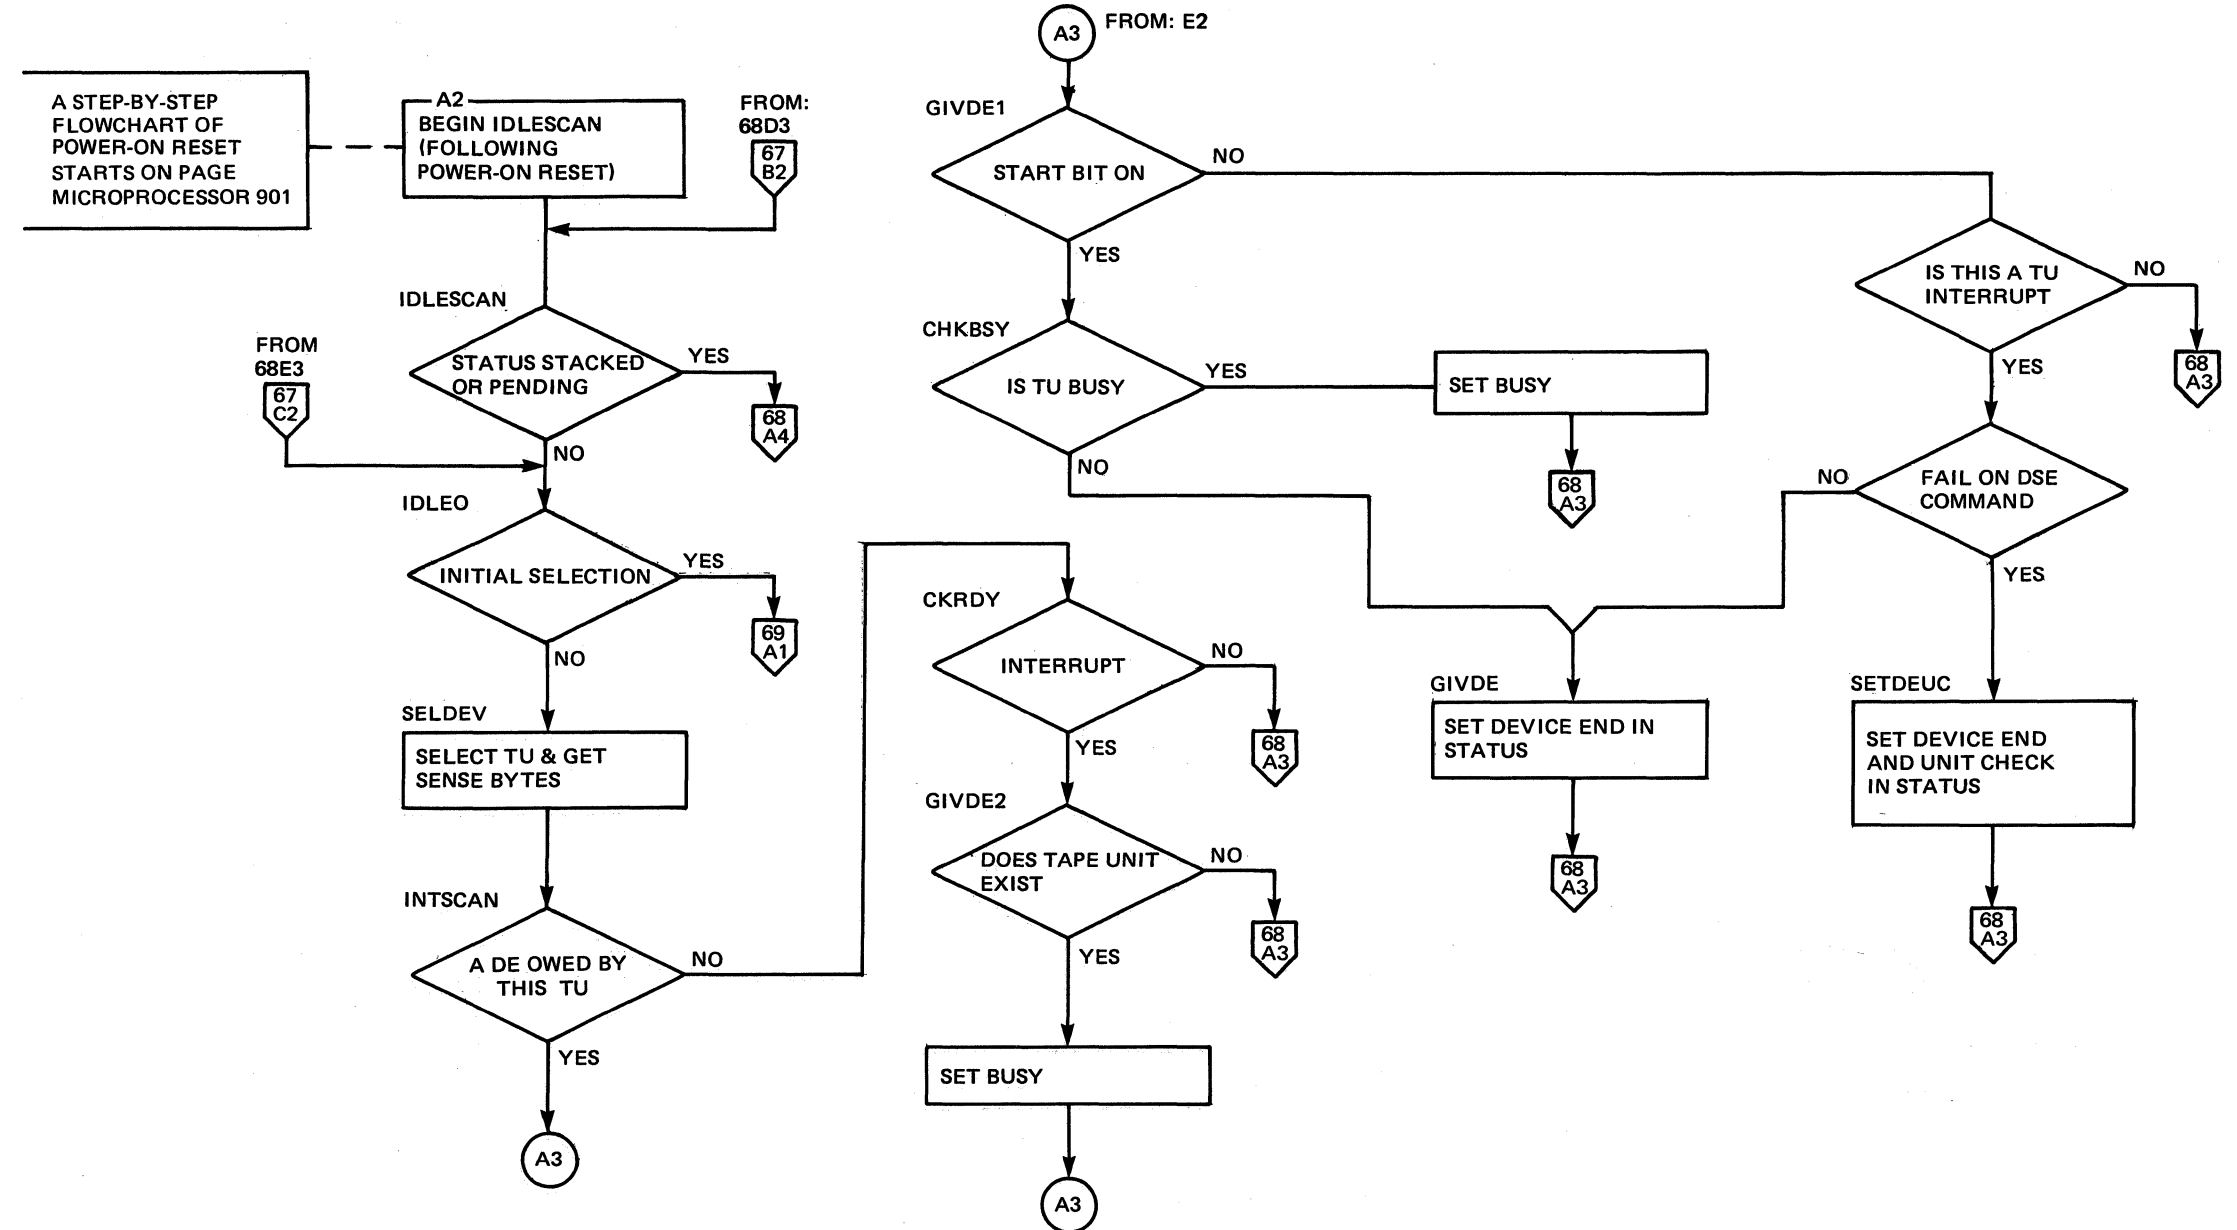 A STEP-BY-STEP
FLOWCHART OF
POWER-ON RESET
STARTS ON PAGE
MICROPROCESSOR 901
A2
BEGIN IDLESCAN
(FOLLOWING
POWER-ON RESET)
FROM:
68D3
67
B2
IDLESCAN
STATUS STACKED
OR PENDING
YES
68
A4
NO
FROM
68E3
67
C2
IDLEO
INITIAL SELECTION
YES
69
A1
NO
SELDEV
SELECT TU & GET
SENSE BYTES
INTSCAN
A DE OWED BY
THIS TU
NO
YES
A3
A3
FROM: E2
GIVDE1
START BIT ON
NO
YES
CHKBSY
IS TU BUSY
YES
SET BUSY
68
A3
NO
CKRDY
INTERRUPT
NO
68
A3
YES
GIVDE2
DOES TAPE UNIT
EXIST
NO
68
A3
YES
SET BUSY
A3
GIVDE
SET DEVICE END IN
STATUS
68
A3
IS THIS A TU
INTERRUPT
NO
68
A3
YES
FAIL ON DSE
COMMAND
NO
YES
SETDEUC
SET DEVICE END
AND UNIT CHECK
IN STATUS
68
A3